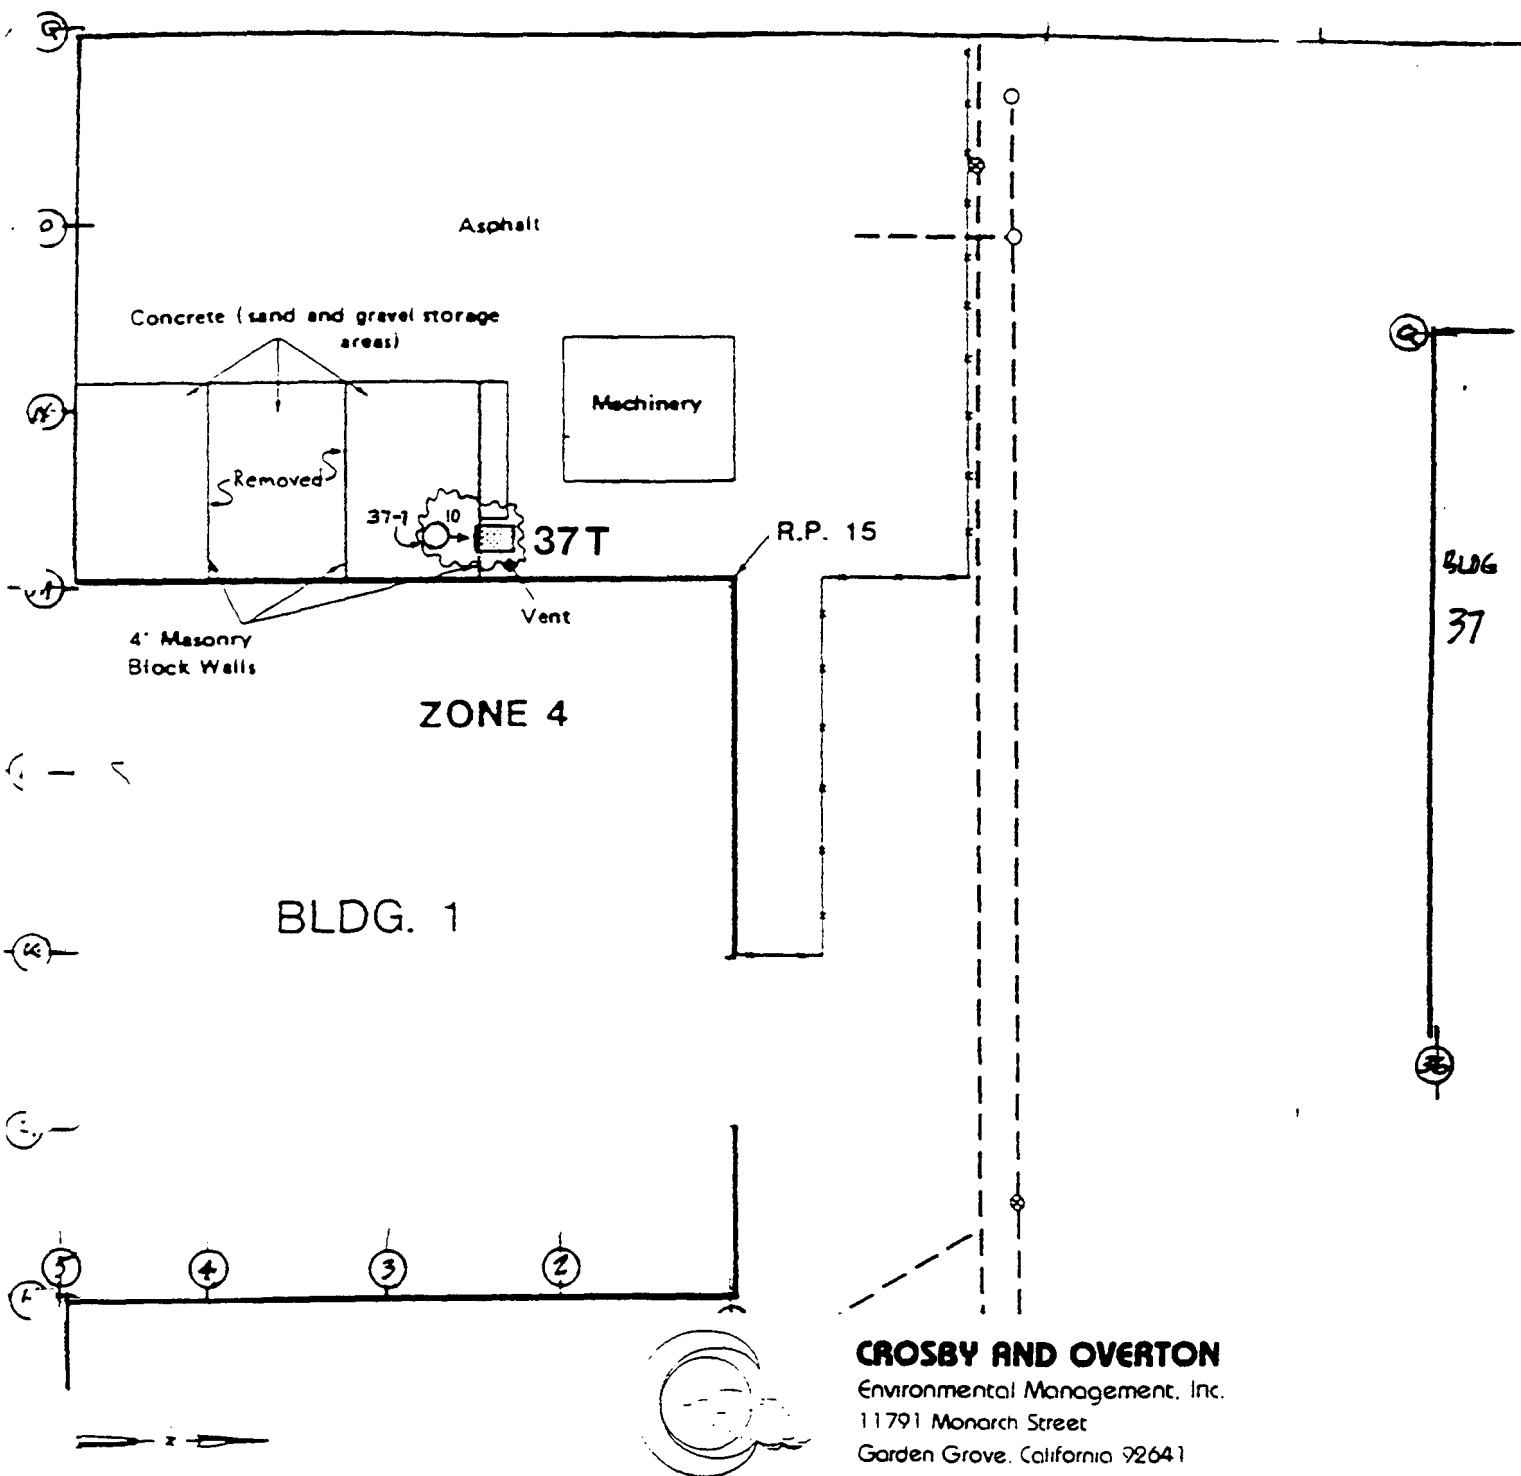 Q
O
Asphalt
Concrete (sand and gravel storage
areas)
Q
Machinery
N
Removed
37-1
10
37T
R.P. 15
BLDG
37
Vent
4' Masonry
Block Walls
ZONE 4
BLDG. 1
K
36
5
4
3
2
CROSBY AND OVERTON
Environmental Management, Inc.
11791 Monarch Street
Garden Grove, California 92641
z